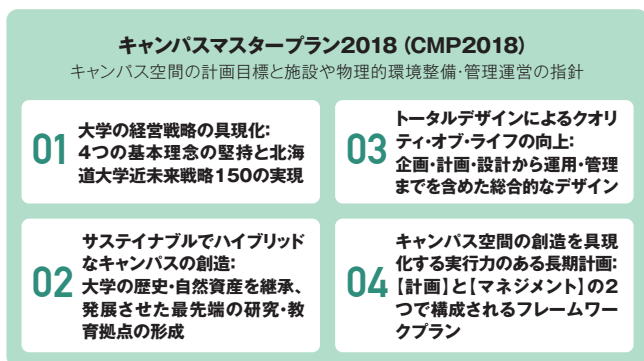 キャンパスマスタープラン2018 (CMP2018)
キャンパス空間の計画目標と施設や物理的環境整備・管理運営の指針
01
大学の経営戦略の具現化:
4つの基本理念の堅持と北海
道大学近未来戦略150の実現
02
サステイナブルでハイブリッド
なキャンパスの創造:
大学の歴史・自然資産を継承、
発展させた最先端の研究・教
育拠点の形成
03
トータルデザインによるクオリ
ティ・オブ・ライフの向上:
企画・計画・設計から運用・管理
までを含めた総合的なデザイン
04
キャンパス空間の創造を具現
化する実行力のある長期計画:
【計画】と【マネジメント】の2
つで構成されるフレームワー
クプラン